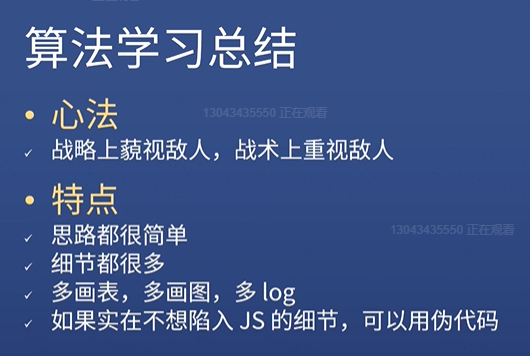 算法学习总结
心法
13043435550 正在观看
战略上藐视敌人，战术上重视敌人
特点
思路都很简单
13043435550 正在观看
细节都很多
多画表，多画图，多 log
如果实在不想陷入 JS 的细节，可以用伪代码